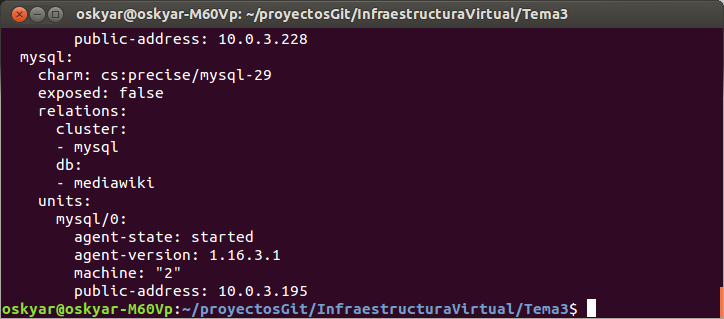 oskyar@oskyar-M60Vp: ~/proyectosGit/InfraestructuraVirtual/Tema3
        public-address: 10.0.3.228
  mysql:
    charm: cs:precise/mysql-29
    exposed: false
    relations:
      cluster:
      - mysql
      db:
      - mediawiki
    units:
      mysql/0:
        agent-state: started
        agent-version: 1.16.3.1
        machine: "2"
        public-address: 10.0.3.195
oskyar@oskyar-M60Vp:~/proyectosGit/InfraestructuraVirtual/Tema3$